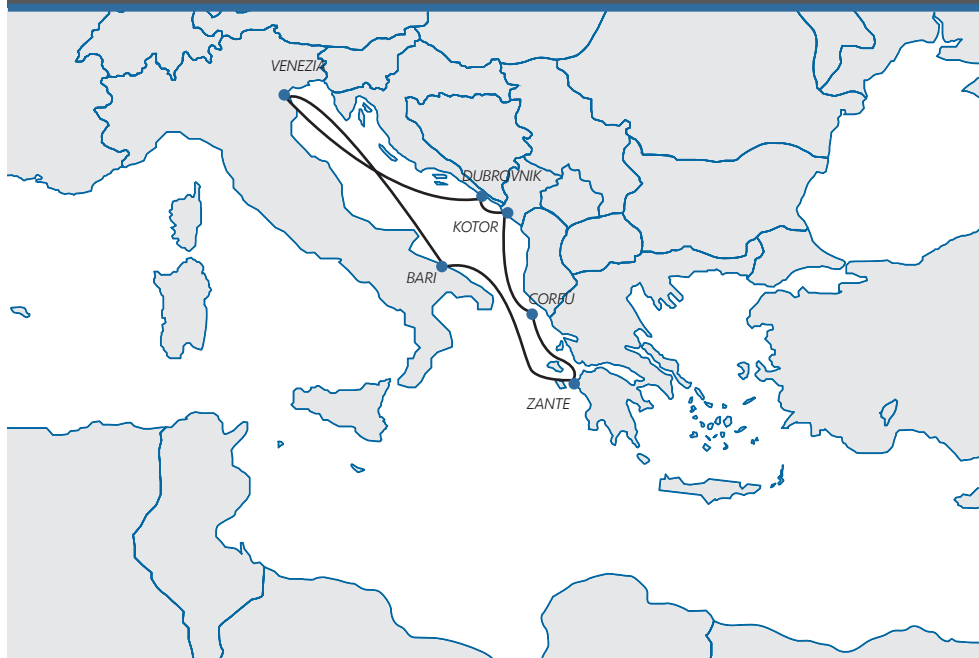 VENEZIA
DUBROVNIK
KOTOR
BARI
CORFU
ZANTE